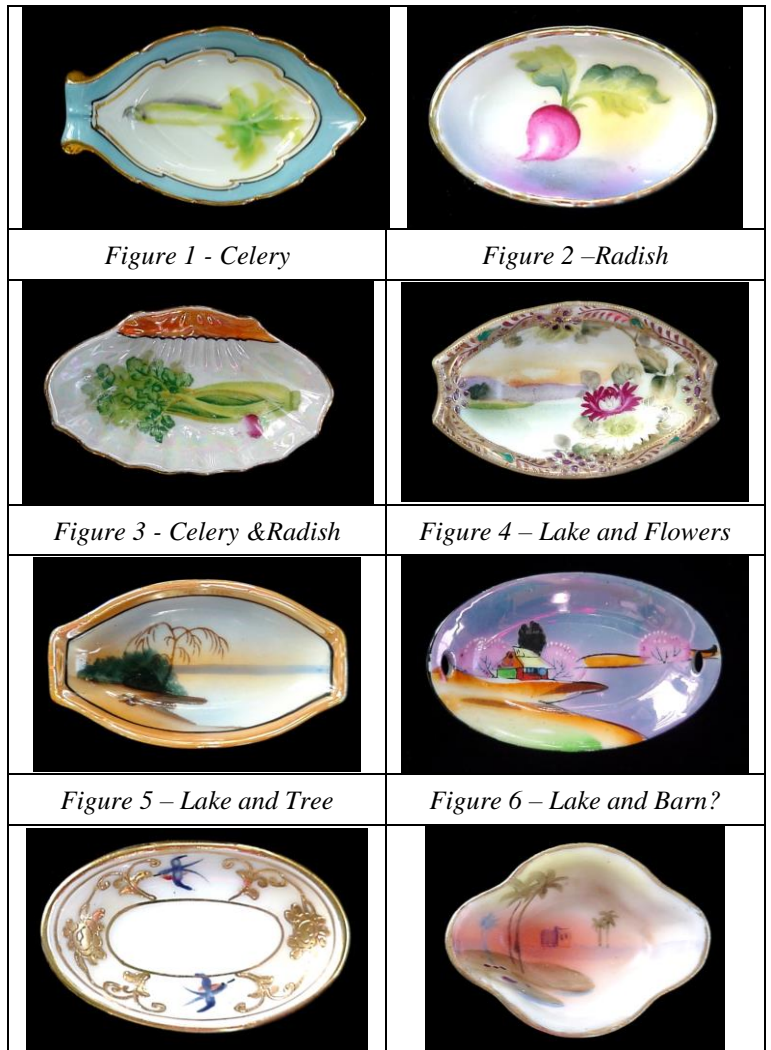 Figure 1 - Celery
Figure 2 –Radish
Figure 3 - Celery &Radish
Figure 4 – Lake and Flowers
Figure 5 – Lake and Tree
Figure 6 – Lake and Barn?